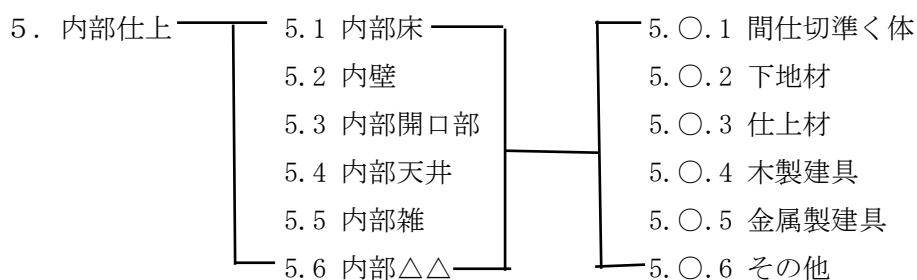 5．内部仕上 5.1 内部床 5.○.1 間仕切準く体
5.2 内壁 5.○.2 下地材
5.3 内部開口部 5.○.3 仕上材
5.4 内部天井 5.○.4 木製建具
5.5 内部雑 5.○.5 金属製建具
5.6 内部△△ 5.○.6 その他